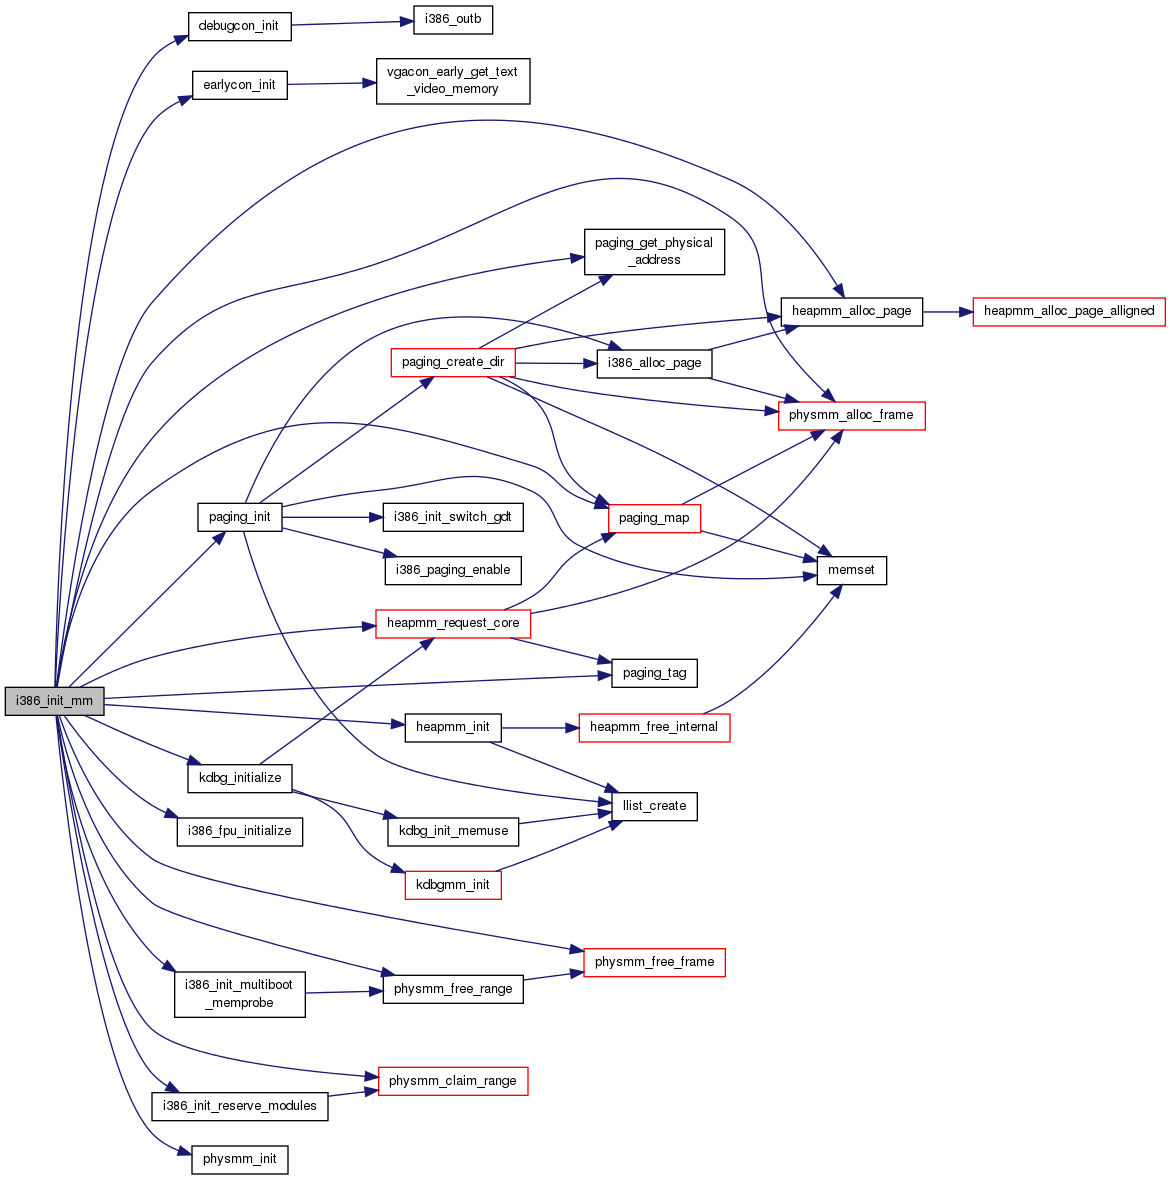 debugcon_init
i386_outb
earlycon_init
vgacon_early_get_text
_video_memory
paging_get_physical
_address
heapmm_alloc_page
heapmm_alloc_page_alligned
paging_create_dir
i386_alloc_page
physmm_alloc_frame
paging_init
i386_init_switch_gdt
paging_map
i386_paging_enable
memset
heapmm_request_core
paging_tag
i386_init_mm
heapmm_init
heapmm_free_internal
kdbg_initialize
llist_create
i386_fpu_initialize
kdbg_init_memuse
kdbgmm_init
physmm_free_frame
i386_init_multiboot
_memprobe
physmm_free_range
physmm_claim_range
i386_init_reserve_modules
physmm_init